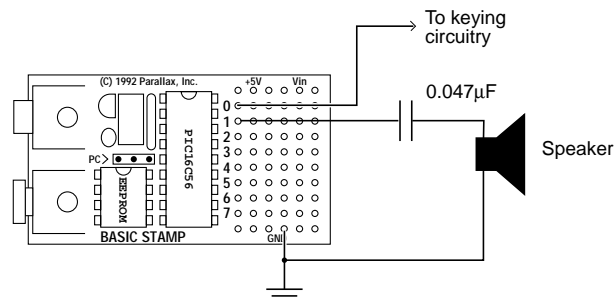 To keying
circuitry
(C) 1992 Parallax, Inc.
+5V
Vin
0
1
2
3
4
5
6
7
PC>
PIC16C56
EEPROM
BASIC STAMP
GND
0.047μF
Speaker